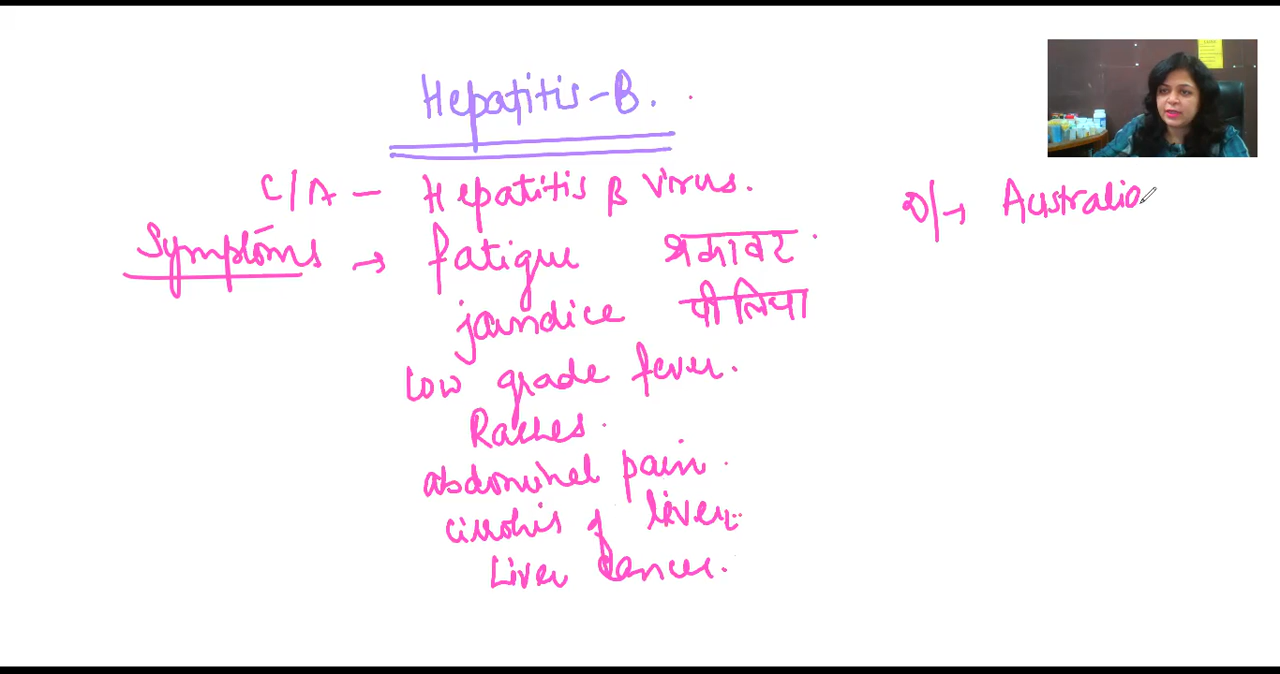 Hepatitis-B.
C/A - Hepatitis B virus.
D/→ Australia
Symptoms → fatigue थकावट.
jaundice पीलिया
Low grade fever.
Rashes.
abdominal pain.
cirrohis of liver.
Liver Cancer.